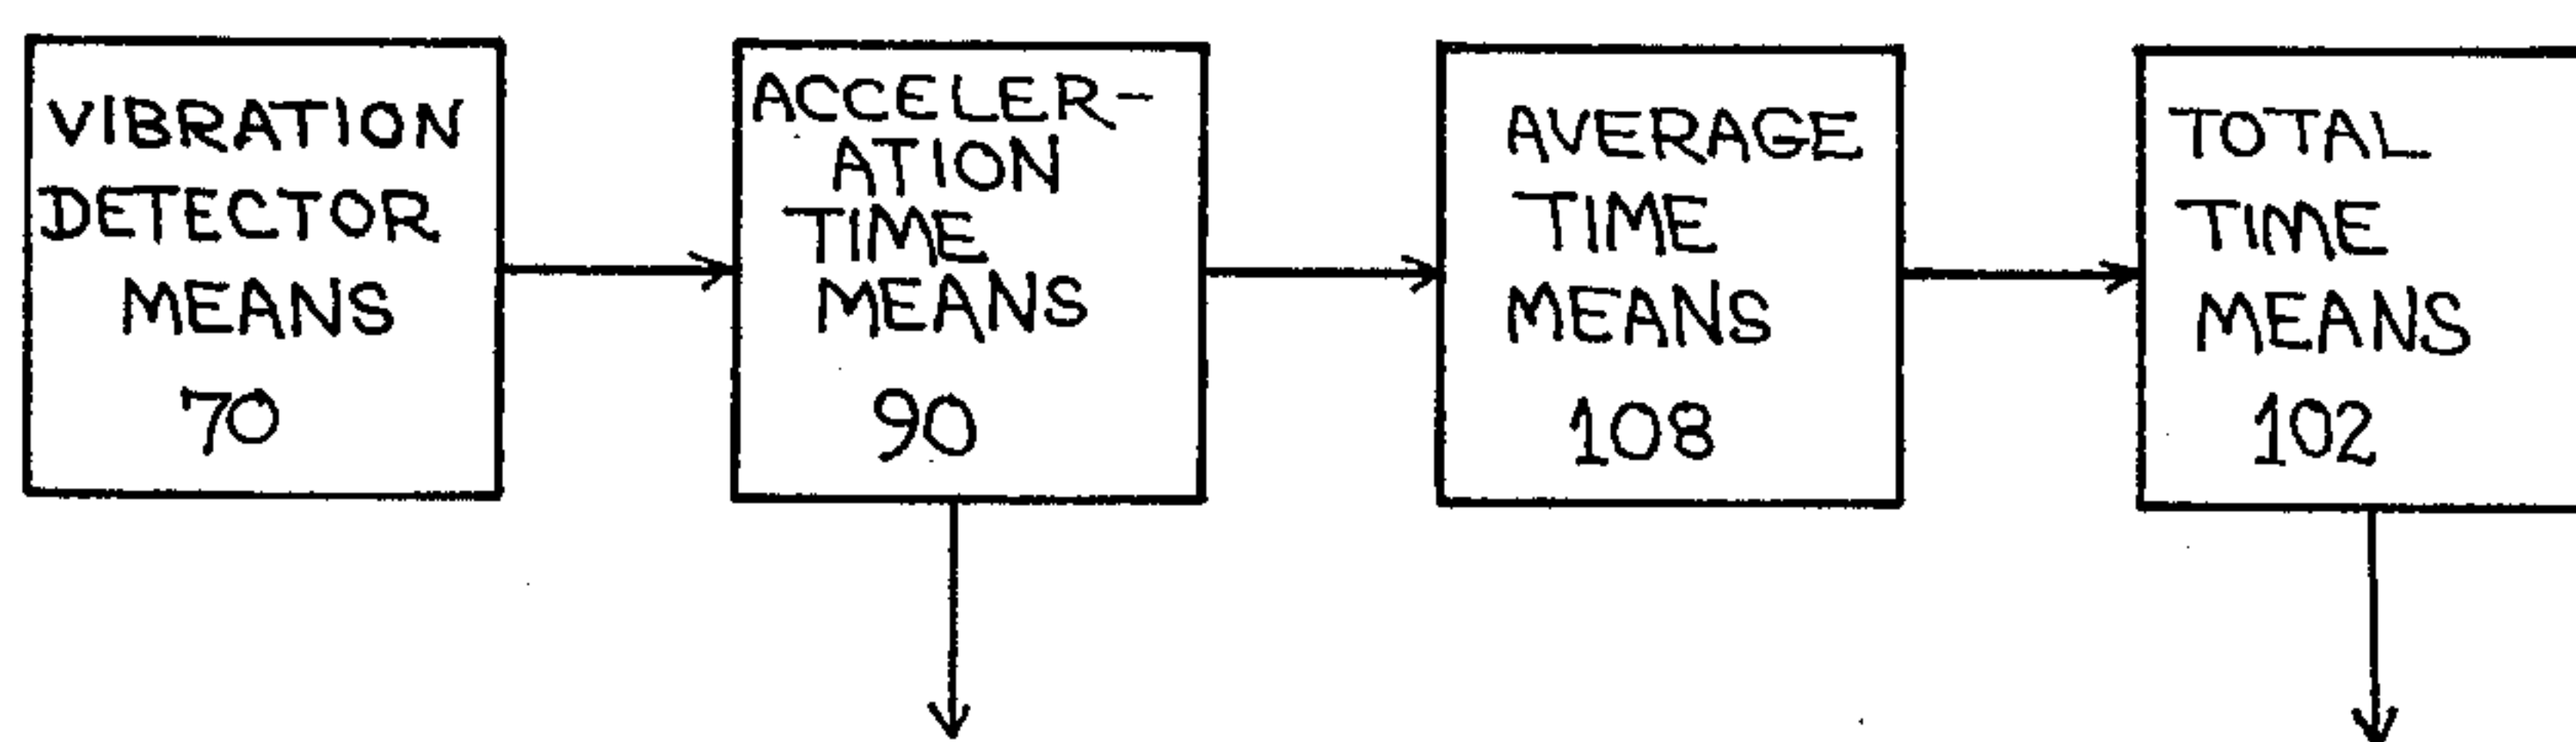 VIBRATION
DETECTOR
MEANS
70
ACCELER-
ATION
TIME
MEANS
90
AVERAGE
TIME
MEANS
108
TOTAL
TIME
MEANS
102